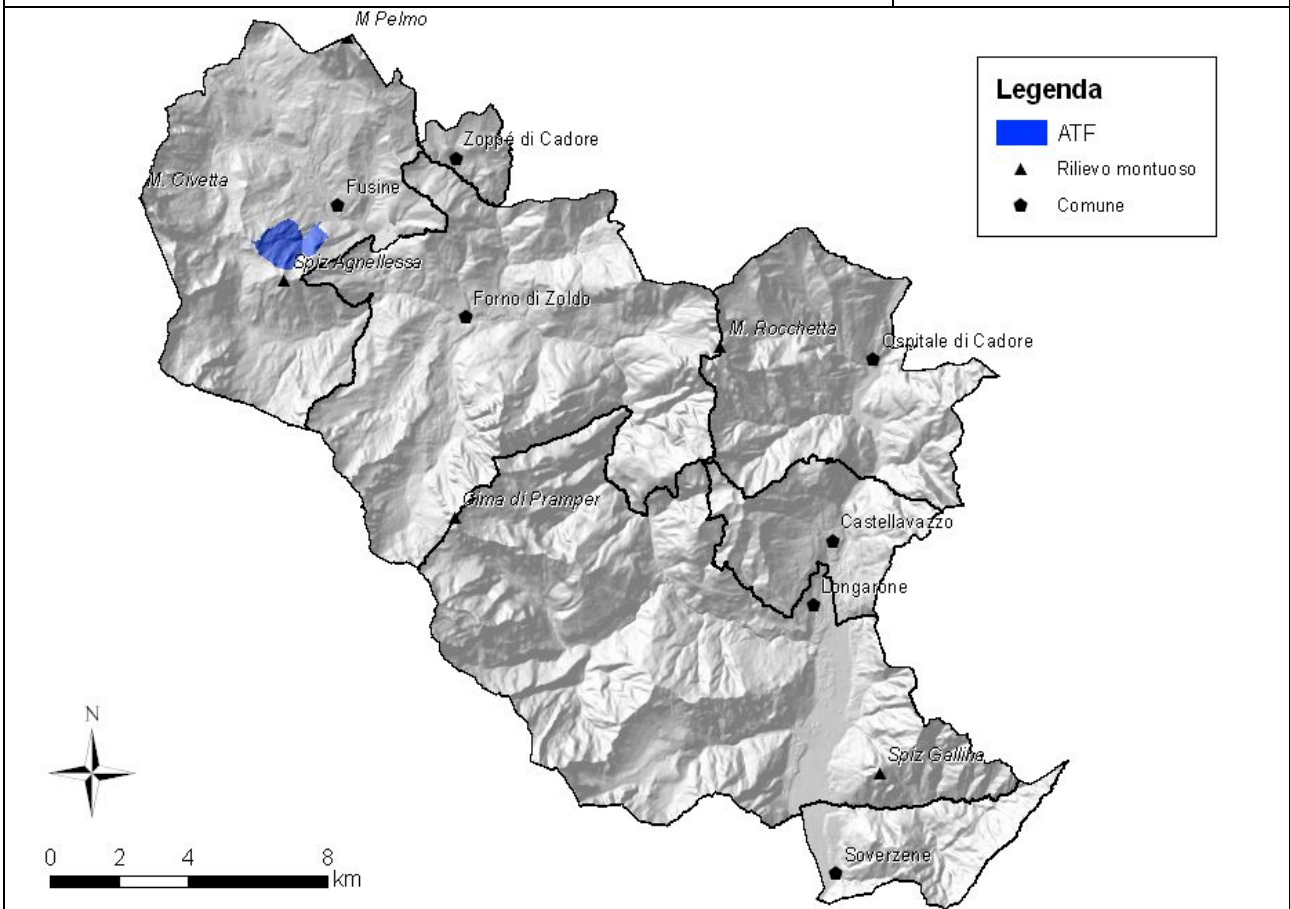 M Pelmo
Legenda
ATF
Rilievo montuoso
Comune
Zoppé di Cadore
M. Civetta
Fusine
Spiz Agnellessa
Forno di Zoldo
M. Rocchetta
Ospitale di Cadore
Cima di Pramper
Castellavazzo
Longarone
N
Spiz Gallina
0 2 4 8
km
Soverzene